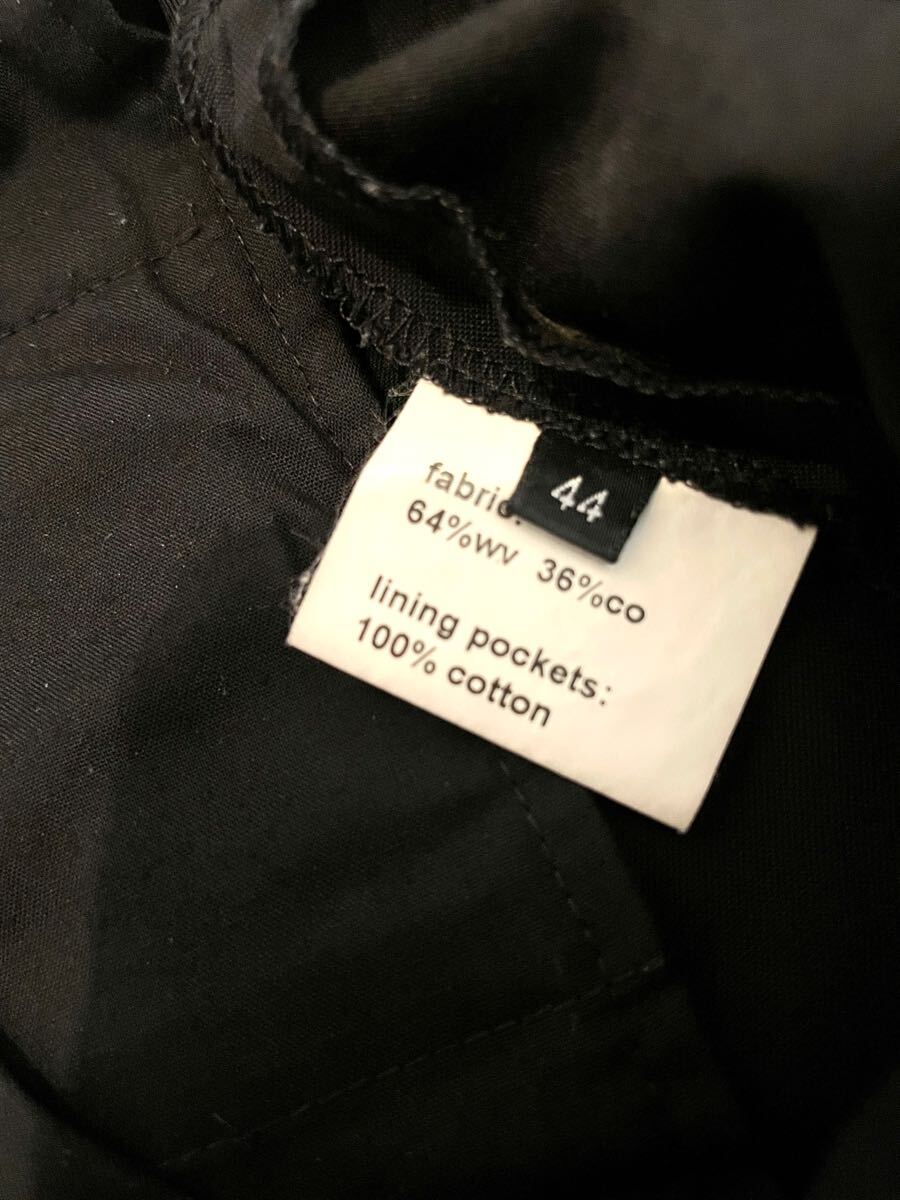 44
fabric:
64%wv 36%co
lining pockets:
100% cotton